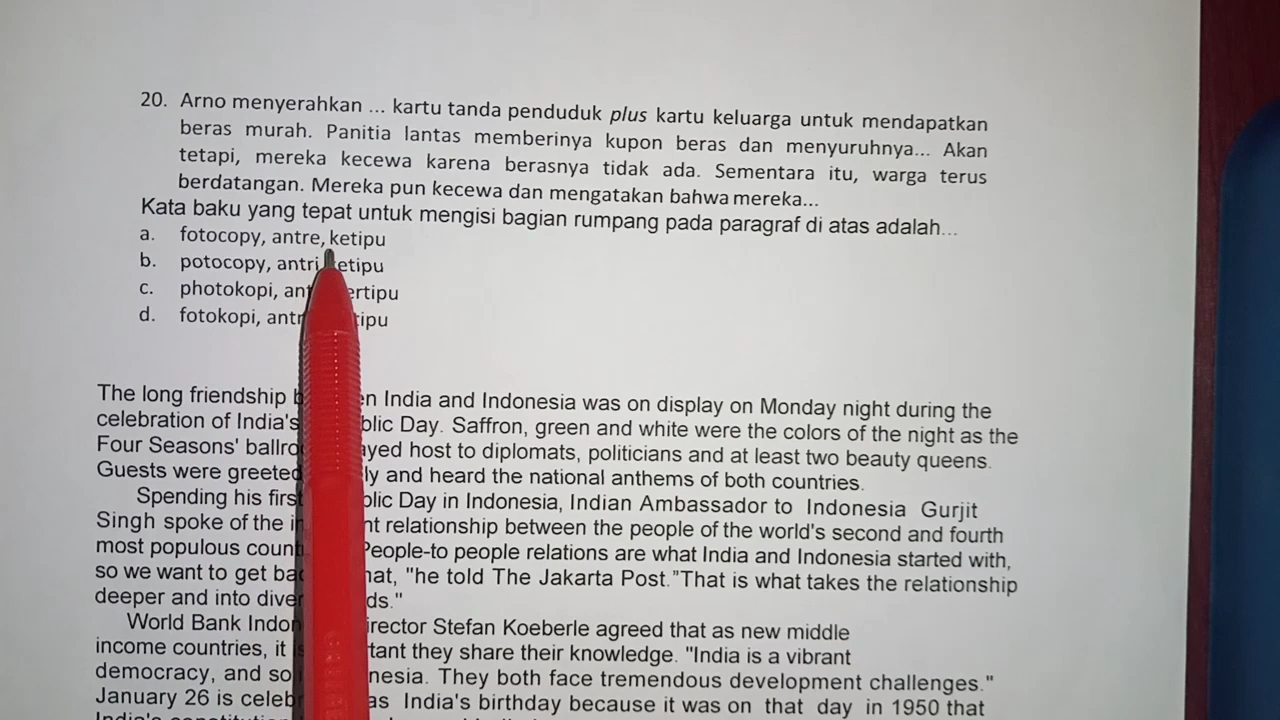 20. Arno menyerahkan ... kartu tanda penduduk plus kartu keluarga untuk mendapatkan
beras murah. Panitia lantas memberinya kupon beras dan menyuruhnya... Akan
tetapi, mereka kecewa karena berasnya tidak ada. Sementara itu, warga terus
berdatangan. Mereka pun kecewa dan mengatakan bahwa mereka...
Kata baku yang tepat untuk mengisi bagian rumpang pada paragraf di atas adalah...
a. fotocopy, antre, ketipu
b. potocopy, antri
c. photokopi,
d. fotokopi,
The long friendship India and Indonesia was on display on Monday night during the
celebration of India's Day. Saffron, green and white were the colors of the night as the
Four Seasons' host to diplomats, politicians and at least two beauty queens.
Guests were greeted and heard the national anthems of both countries.
Spending his first Day in Indonesia, Indian Ambassador to Indonesia Gurjit
Singh spoke of the relationship between the people of the world's second and fourth
most populous People-to people relations are what India and Indonesia started with,
so we want to get "he told The Jakarta Post."That is what takes the relationship
deeper and into
World Bank Stefan Koeberle agreed that as new middle
income countries, it they share their knowledge. "India is a vibrant
democracy, and so They both face tremendous development challenges."
January 26 is as India's birthday because it was on that day in 1950 that